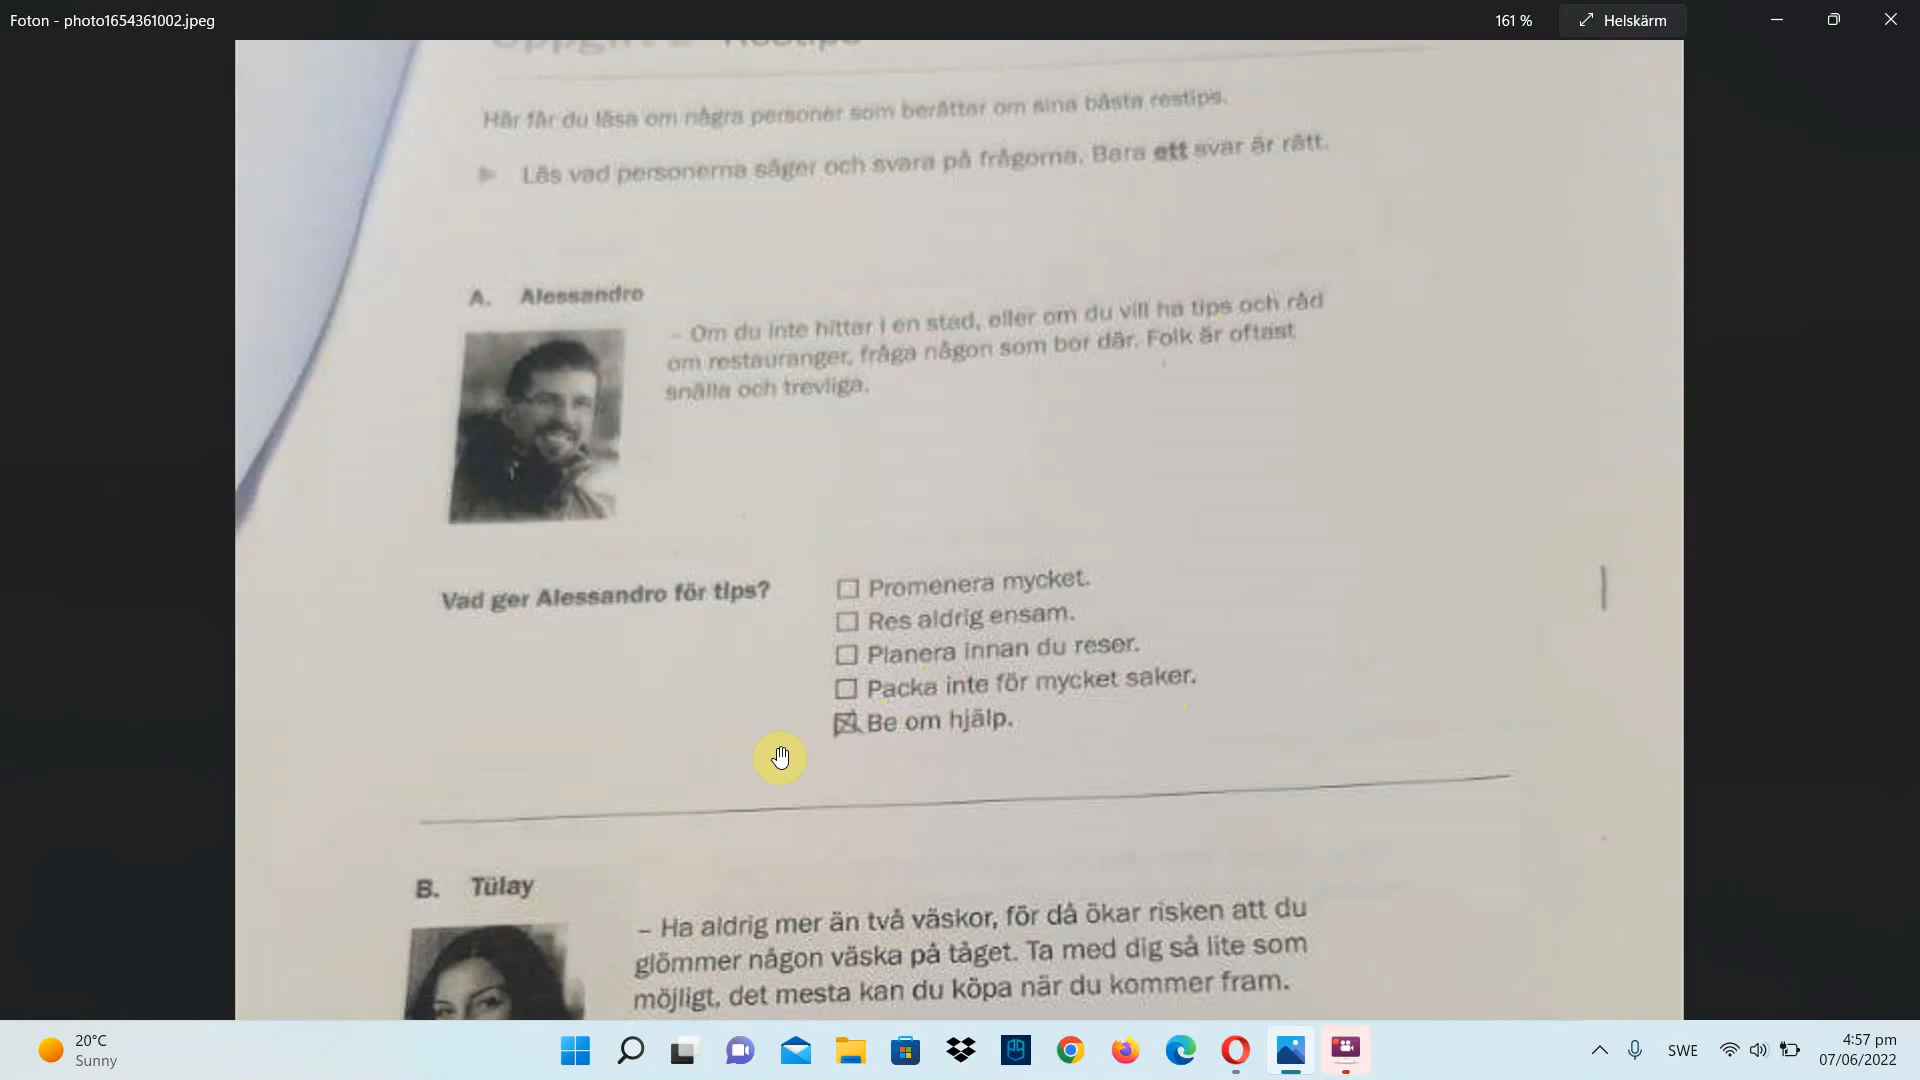 Foton - photo1654361002.jpeg
161 %
Helskärm
Uppgift 2 Restips
Här får du läsa om några personer som berättar om sina bästa restips.
Läs vad personerna säger och svara på frågorna. Bara ett svar är rätt.
A. Alessandro
– Om du inte hittar i en stad, eller om du vill ha tips och råd
om restauranger, fråga någon som bor där. Folk är oftast
snälla och trevliga.
Vad ger Alessandro för tips?
Promenera mycket.
Res aldrig ensam.
Planera innan du reser.
Packa inte för mycket saker.
Be om hjälp.
B. Tülay
– Ha aldrig mer än två väskor, för då ökar risken att du
glömmer någon väska på tåget. Ta med dig så lite som
möjligt, det mesta kan du köpa när du kommer fram.
20°C
Sunny
SWE
4:57 pm
07/06/2022